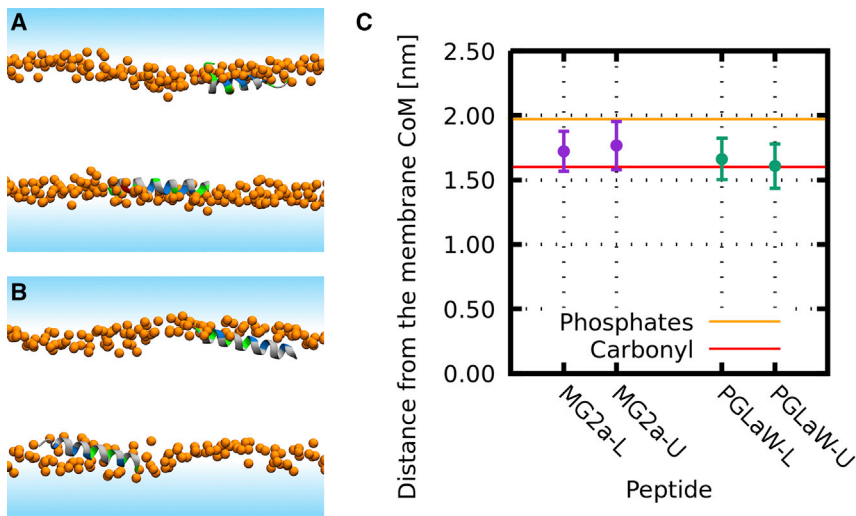 A
B
C
Distance from the membrane CoM [nm]
2.50
2.00
1.50
1.00
0.50
0.00
Phosphates
Carbonyl
MG2a-L
MG2a-U
PGLaW-L
PGLaW-U
Peptide